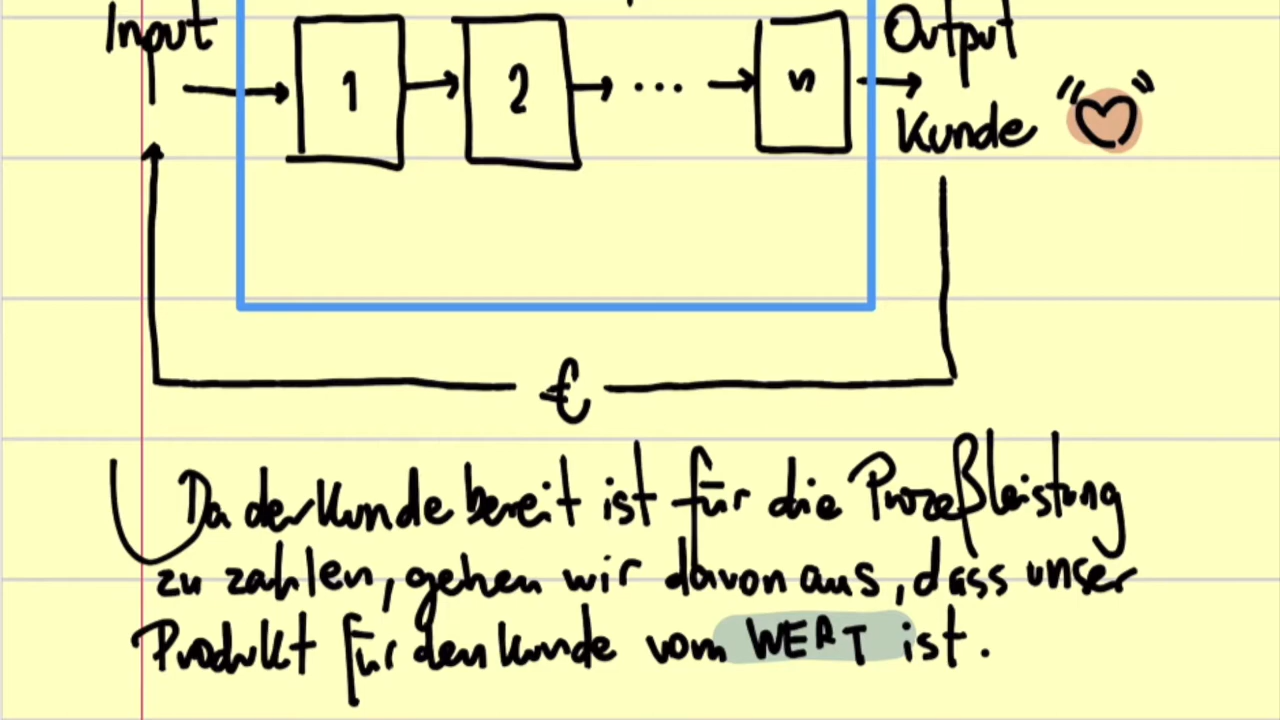 Input
Output
1
2
...
n
Kunde
€
Da der Kunde bereit ist für die Prozeßleistung
zu zahlen, gehen wir davon aus, dass unser
Produkt für den Kunde vom WERT ist.